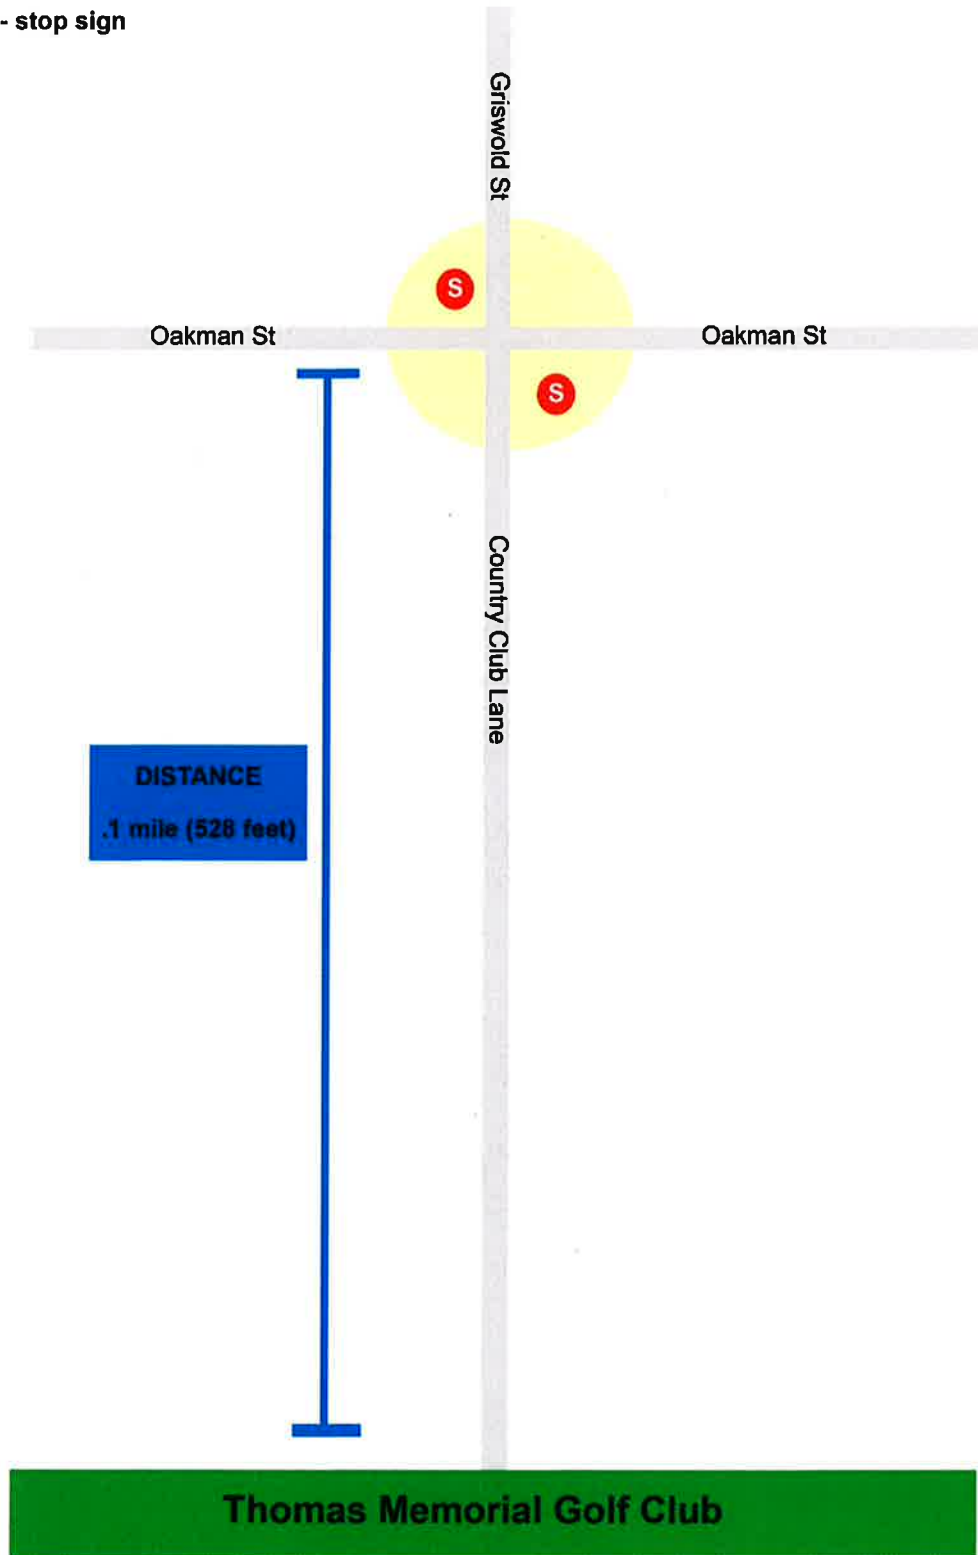 - stop sign
Griswold St
S
Oakman St
Oakman St
S
Country Club Lane
DISTANCE
.1 mile (528 feet)
Thomas Memorial Golf Club